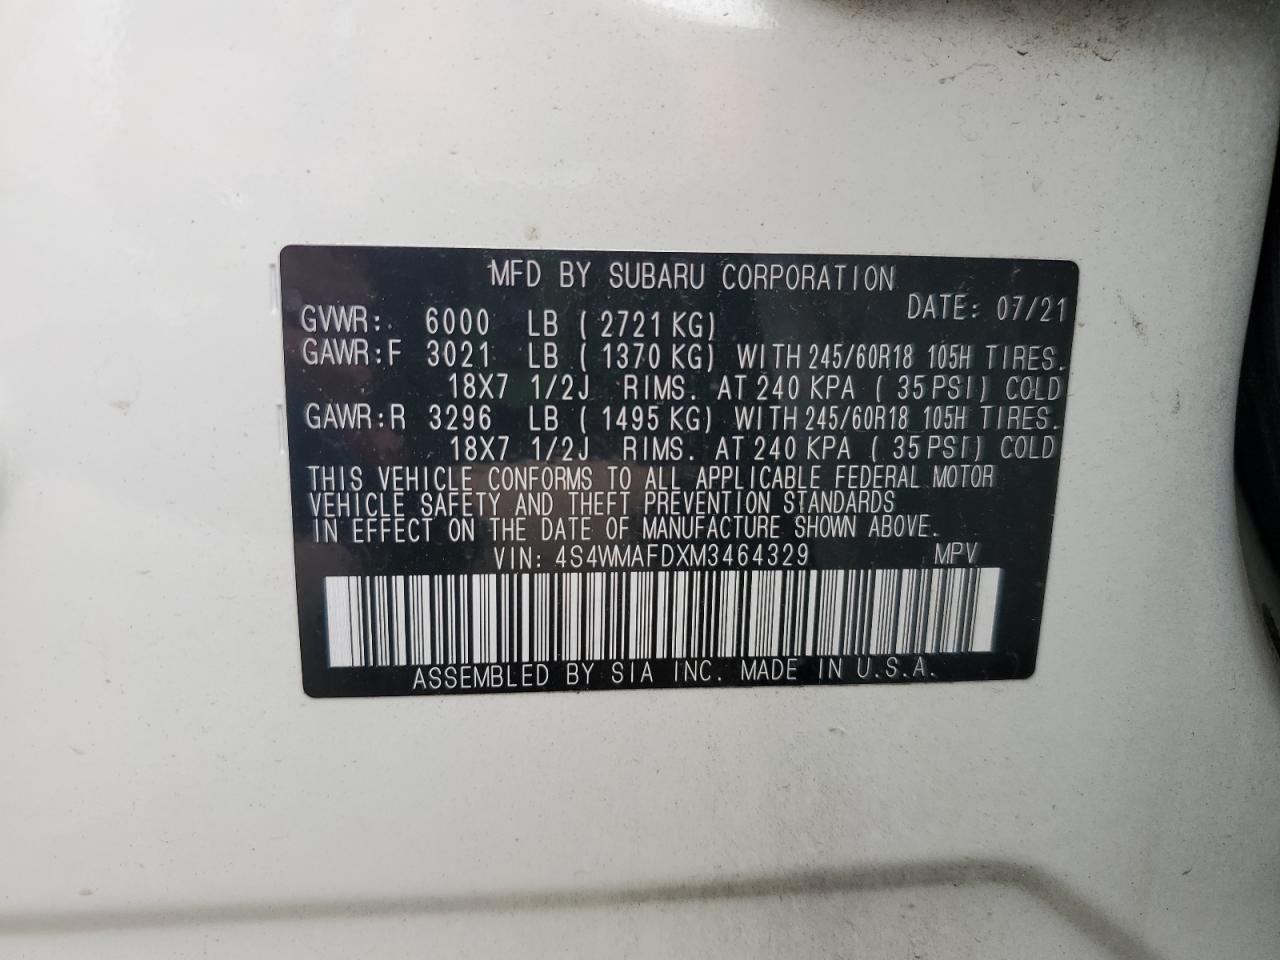 MFD BY SUBARU CORPORATION
DATE: 07/21
GVWR: 6000 LB ( 2721 KG)
GAWR:F 3021 LB ( 1370 KG) WITH 245/60R18 105H TIRES.
18X7 1/2J RIMS. AT 240 KPA ( 35 PSI) COLD
GAWR:R 3296 LB ( 1495 KG) WITH 245/60R18 105H TIRES.
18X7 1/2J RIMS. AT 240 KPA ( 35 PSI) COLD
THIS VEHICLE CONFORMS TO ALL APPLICABLE FEDERAL MOTOR
VEHICLE SAFETY AND THEFT PREVENTION STANDARDS
IN EFFECT ON THE DATE OF MANUFACTURE SHOWN ABOVE.
VIN: 4S4WMAFDXM3464329 MPV
ASSEMBLED BY SIA INC. MADE IN U.S.A.